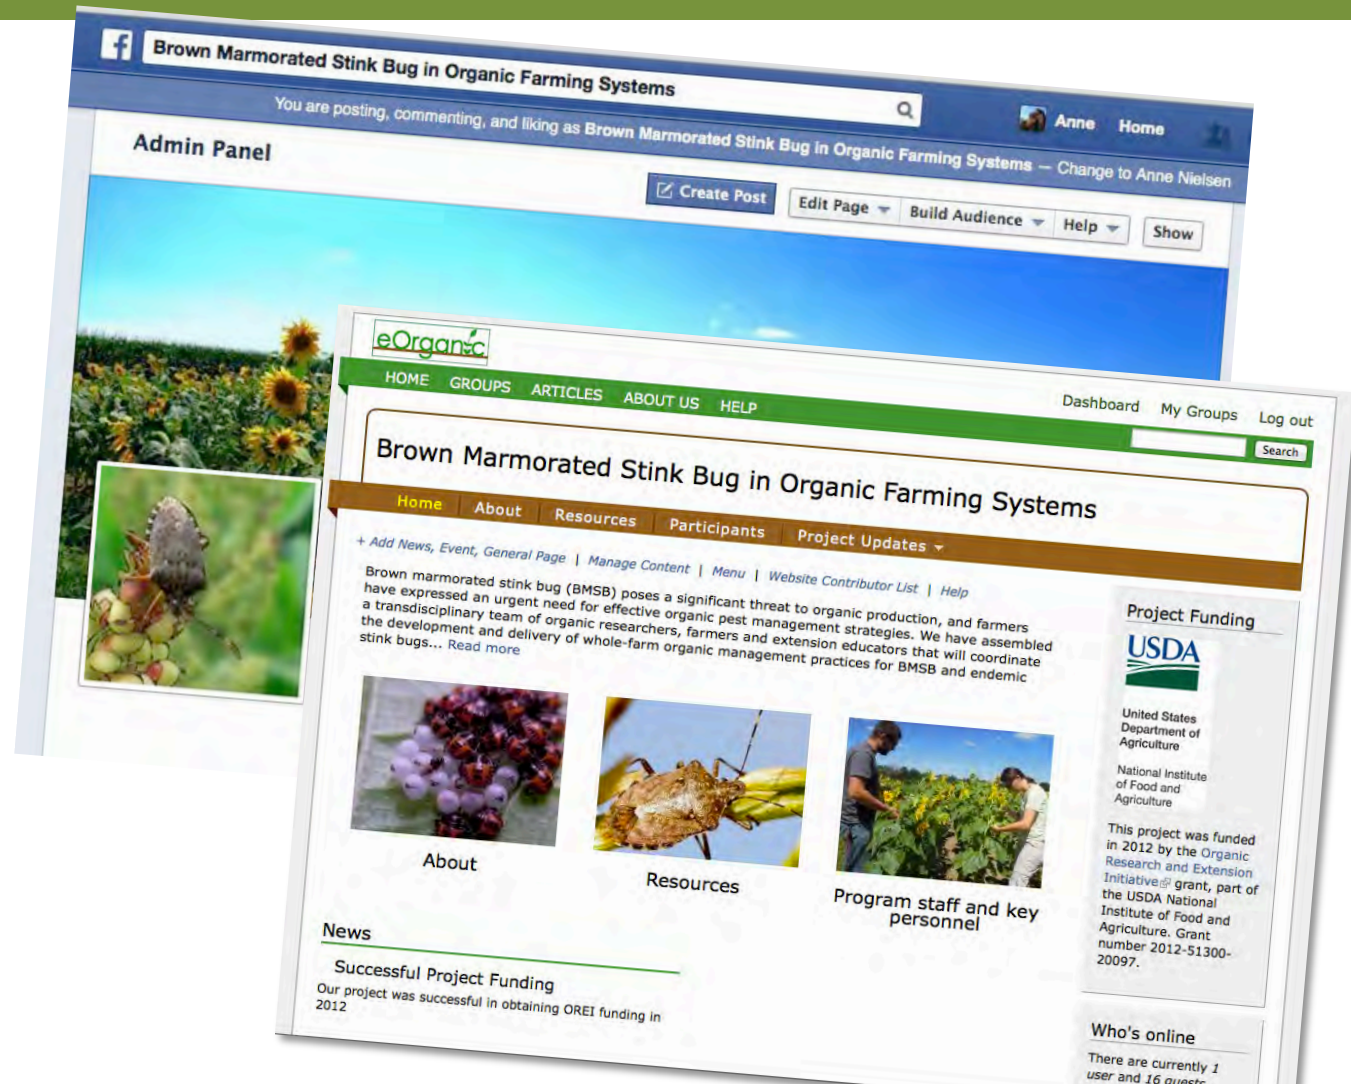 f
Brown Marmorated Stink Bug in Organic Farming Systems
Anne Home
You are posting, commenting, and liking as Brown Marmorated Stink Bug in Organic Farming Systems — Change to Anne Nielsen
Admin Panel
Create Post
Edit Page
Build Audience
Help
Show
eOrganic
Dashboard My Groups Log out
HOME GROUPS ARTICLES ABOUT US HELP
Search
Brown Marmorated Stink Bug in Organic Farming Systems
Home About Resources Participants Project Updates
+ Add News, Event, General Page | Manage Content | Menu | Website Contributor List | Help
Brown marmorated stink bug (BMSB) poses a significant threat to organic production, and farmers
have expressed an urgent need for effective organic pest management strategies. We have assembled
a transdisciplinary team of organic researchers, farmers and extension educators that will coordinate
the development and delivery of whole-farm organic management practices for BMSB and endemic
stink bugs... Read more
About
Resources
Program staff and key
personnel
News
Successful Project Funding
Our project was successful in obtaining OREI funding in
2012
Project Funding
USDA
United States
Department of
Agriculture
National Institute
of Food and
Agriculture
This project was funded
in 2012 by the Organic
Research and Extension
Initiative grant, part of
the USDA National
Institute of Food and
Agriculture. Grant
number 2012-51300-
20097.
Who's online
There are currently 1
user and 16 guests